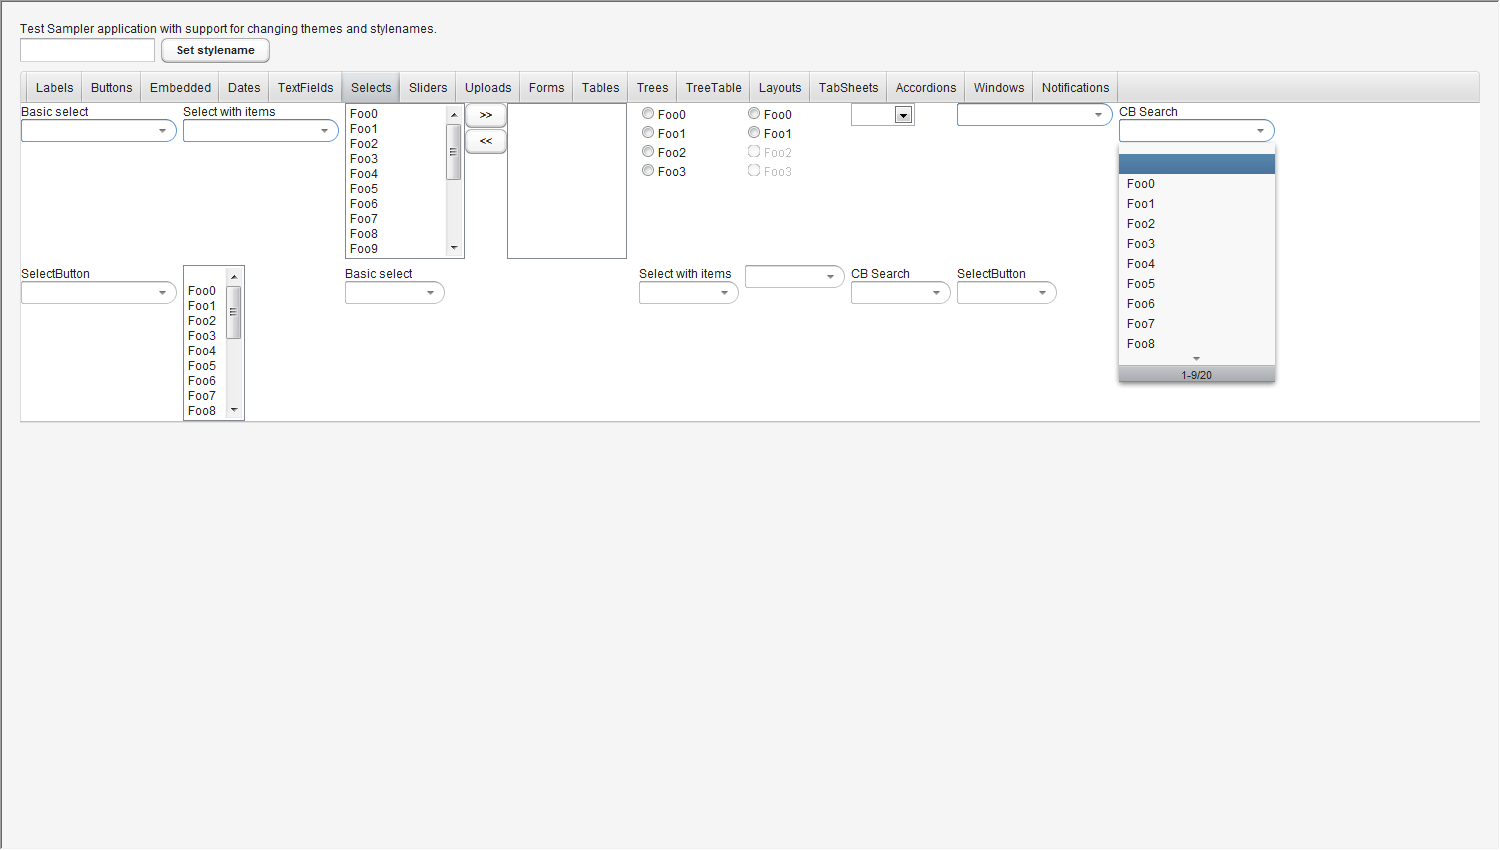 Test Sampler application with support for changing themes and stylenames.
Set stylename
Labels Buttons Embedded Dates TextFields Selects Sliders Uploads Forms Tables Trees TreeTable Layouts TabSheets Accordions Windows Notifications
Basic select
Select with items
Foo0
Foo1
Foo2
Foo3
Foo4
Foo5
Foo6
Foo7
Foo8
Foo9
>>
<<
Foo0
Foo1
Foo2
Foo3
Foo0
Foo1
Foo2
Foo3
CB Search
Foo0
Foo1
Foo2
Foo3
Foo4
Foo5
Foo6
Foo7
Foo8
1-9/20
SelectButton
Foo0
Foo1
Foo2
Foo3
Foo4
Foo5
Foo6
Foo7
Foo8
Basic select
Select with items
CB Search
SelectButton